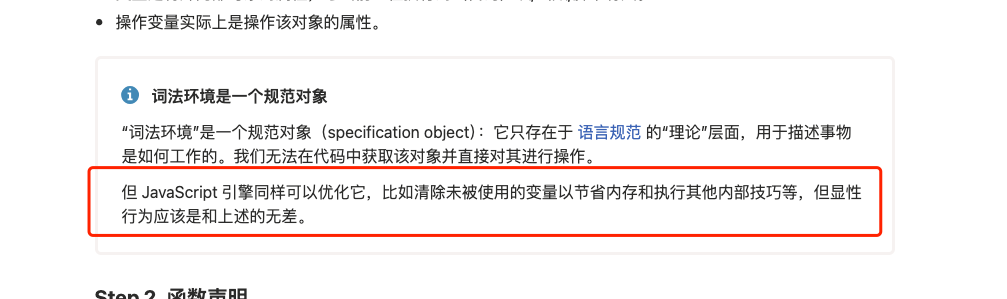 操作变量实际上是操作该对象的属性。
词法环境是一个规范对象
“词法环境”是一个规范对象（specification object）：它只存在于 语言规范 的“理论”层面，用于描述事物
是如何工作的。我们无法在代码中获取该对象并直接对其进行操作。
但 JavaScript 引擎同样可以优化它，比如清除未被使用的变量以节省内存和执行其他内部技巧等，但显性
行为应该是和上述的无差。
Step 2. 函数声明